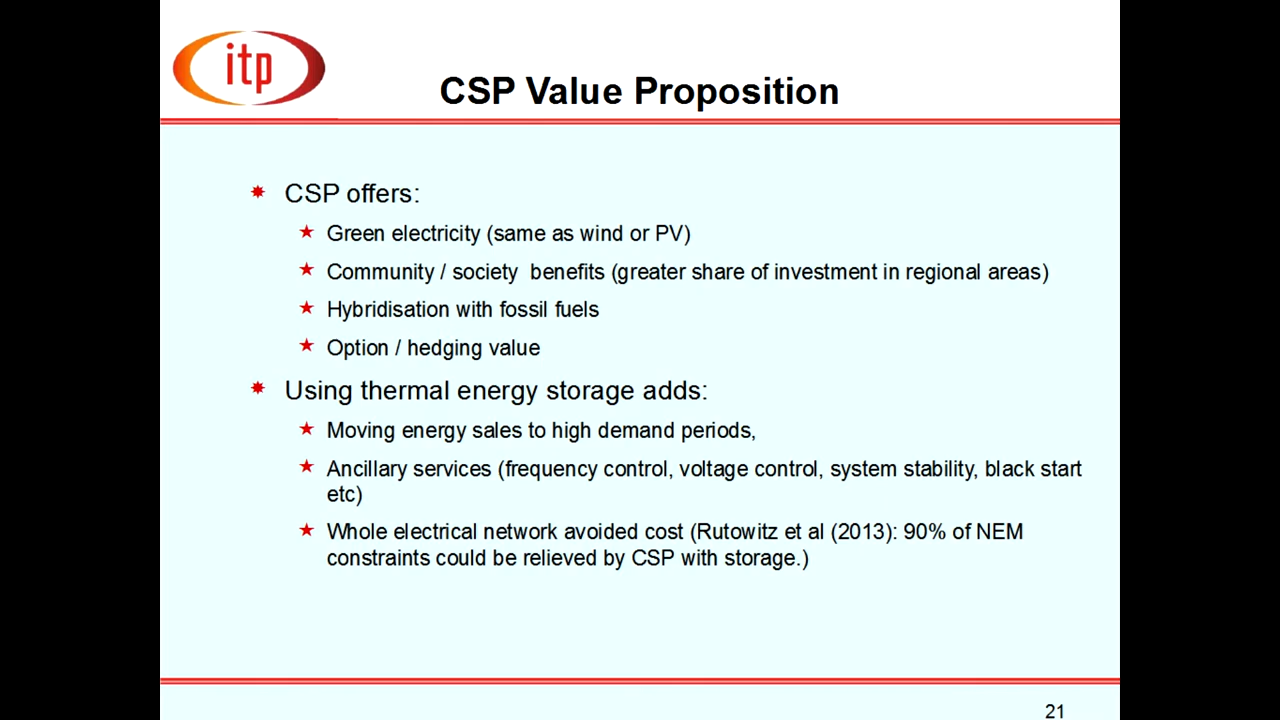 itp
CSP Value Proposition
CSP offers:
Green electricity (same as wind or PV)
Community / society benefits (greater share of investment in regional areas)
Hybridisation with fossil fuels
Option / hedging value
Using thermal energy storage adds:
Moving energy sales to high demand periods,
Ancillary services (frequency control, voltage control, system stability, black start
etc)
Whole electrical network avoided cost (Rutowitz et al (2013): 90% of NEM
constraints could be relieved by CSP with storage.)
21